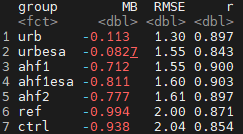 group MB RMSE r
<fct> <dbl> <dbl> <dbl>
1 urb -0.113 1.30 0.897
2 urbesa -0.0827 1.55 0.843
3 ahf1 -0.712 1.55 0.900
4 ahf1esa -0.811 1.60 0.903
5 ahf2 -0.777 1.61 0.897
6 ref -0.994 2.00 0.871
7 ctrl -0.938 2.04 0.854